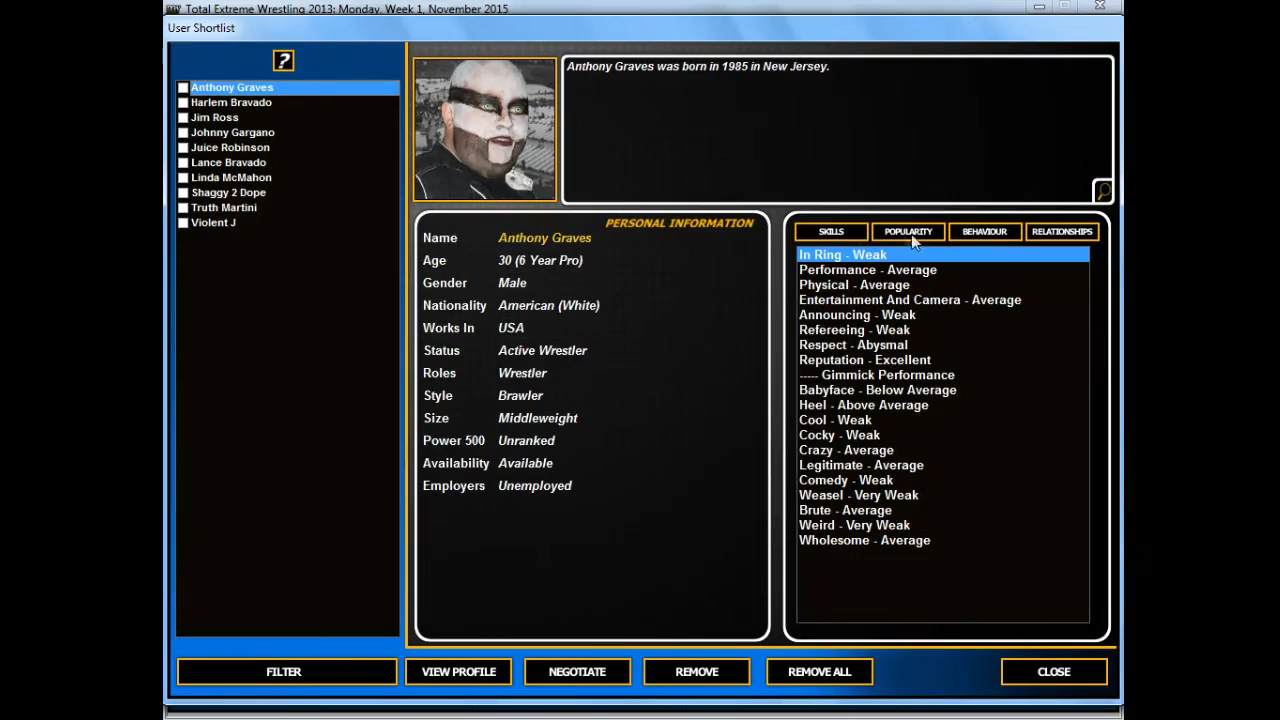 Total Extreme Wrestling 2013: Monday, Week 1, November 2015
User Shortlist
?
Anthony Graves
Harlem Bravado
Jim Ross
Johnny Gargano
Juice Robinson
Lance Bravado
Linda McMahon
Shaggy 2 Dope
Truth Martini
Violent J
Anthony Graves was born in 1985 in New Jersey.
PERSONAL INFORMATION
Name Anthony Graves
Age 30 (6 Year Pro)
Gender Male
Nationality American (White)
Works In USA
Status Active Wrestler
Roles Wrestler
Style Brawler
Size Middleweight
Power 500 Unranked
Availability Available
Employers Unemployed
SKILLS POPULARITY BEHAVIOUR RELATIONSHIPS
In Ring - Weak
Performance - Average
Physical - Average
Entertainment And Camera - Average
Announcing - Weak
Refereeing - Weak
Respect - Abysmal
Reputation - Excellent
----- Gimmick Performance
Babyface - Below Average
Heel - Above Average
Cool - Weak
Cocky - Weak
Crazy - Average
Legitimate - Average
Comedy - Weak
Weasel - Very Weak
Brute - Average
Weird - Very Weak
Wholesome - Average
FILTER VIEW PROFILE NEGOTIATE REMOVE REMOVE ALL CLOSE